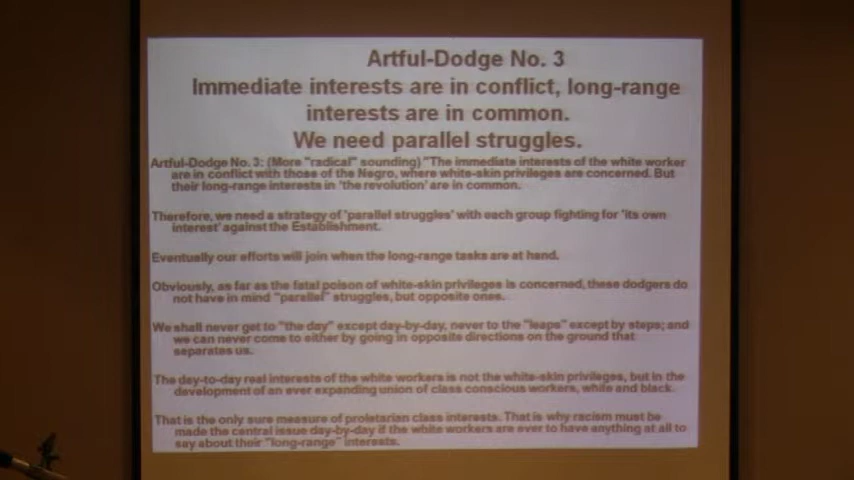 Artful-Dodge No. 3
Immediate interests are in conflict, long-range
interests are in common.
We need parallel struggles.
Artful-Dodge No. 3: (More "radical" sounding) "The immediate interests of the white worker
are in conflict with those of the Negro, where white-skin privileges are concerned. But
their long-range interests in 'the revolution' are in common.
Therefore, we need a strategy of 'parallel struggles' with each group fighting for 'its own
interest' against the Establishment.
Eventually our efforts will join when the long-range tasks are at hand.
Obviously, as far as the fatal poison of white-skin privileges is concerned, these dodgers do
not have in mind "parallel" struggles, but opposite ones.
We shall never get to "the day" except day-by-day, never to the "leaps" except by steps; and
we can never come to either by going in opposite directions on the ground that
separates us.
The day-to-day real interests of the white workers is not the white-skin privileges, but in the
development of an ever expanding union of class conscious workers, white and black.
That is the only sure measure of proletarian class interests. That is why racism must be
made the central issue day-by-day if the white workers are ever to have anything at all to
say about their "long-range" interests.